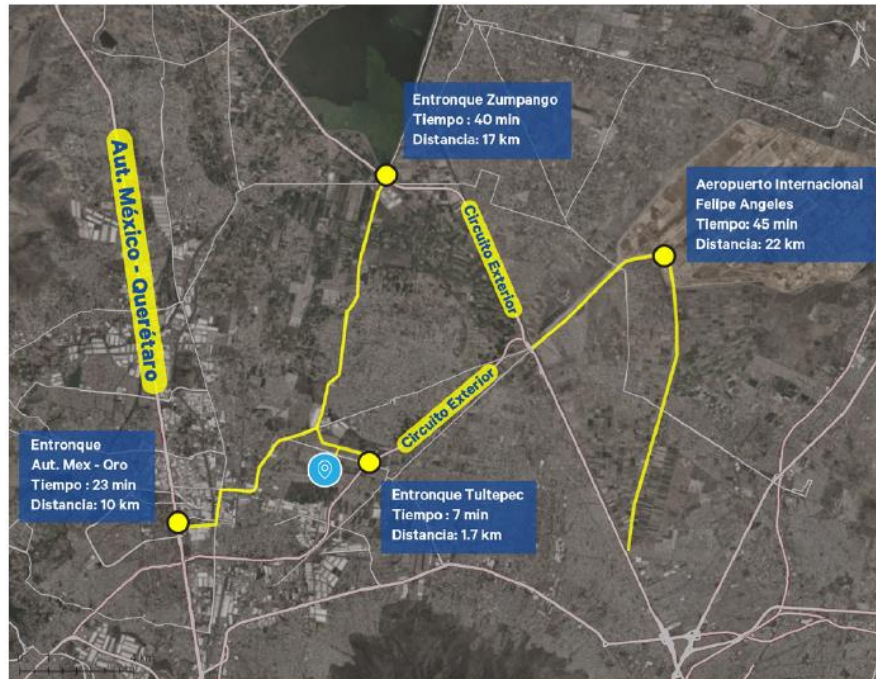 N
Entronque Zumpango
Tiempo : 40 min
Distancia: 17 km
Aut. México - Querétaro
Aeropuerto Internacional
Felipe Angeles
Tiempo: 45 min
Distancia: 22 km
Circuito Exterior
Circuito Exterior
Entronque
Aut. Mex - Qro
Tiempo : 23 min
Distancia: 10 km
Entronque Tultepec
Tiempo : 7 min
Distancia: 1.7 km